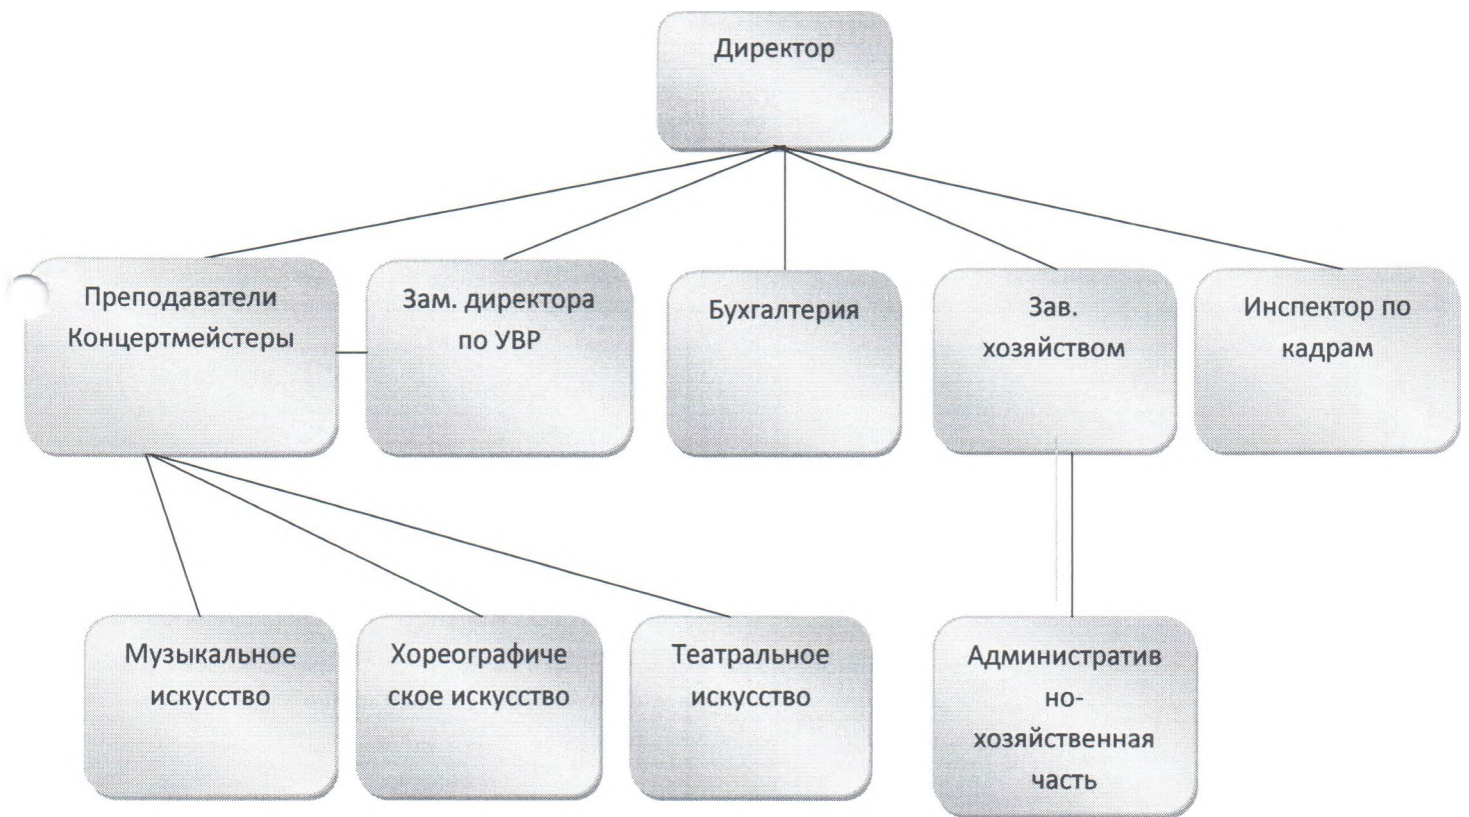 Директор
Преподаватели
Концертмейстеры
Зам. директора
по УВР
Бухгалтерия
Зав.
хозяйством
Инспектор по
кадрам
Музыкальное
искусство
Хореографиче
ское искусство
Театральное
искусство
Административ
но-
хозяйственная
часть